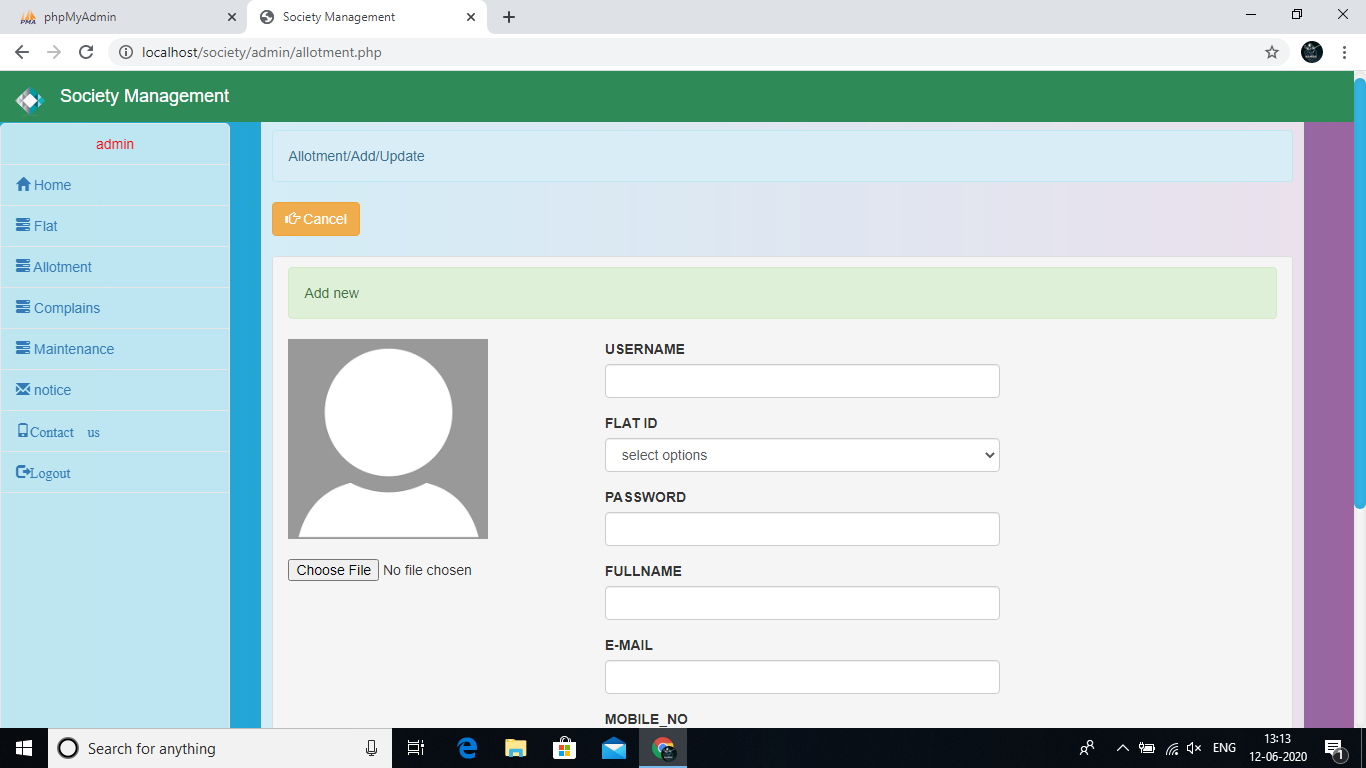 phpMyAdmin
Society Management
localhost/society/admin/allotment.php
Society Management
admin
Home
Flat
Allotment
Complains
Maintenance
notice
Contact us
Logout
Allotment/Add/Update
Cancel
Add new
Choose File No file chosen
USERNAME
FLAT ID
select options
PASSWORD
FULLNAME
E-MAIL
MOBILE_NO
Search for anything
ENG
13:13
12-06-2020
1